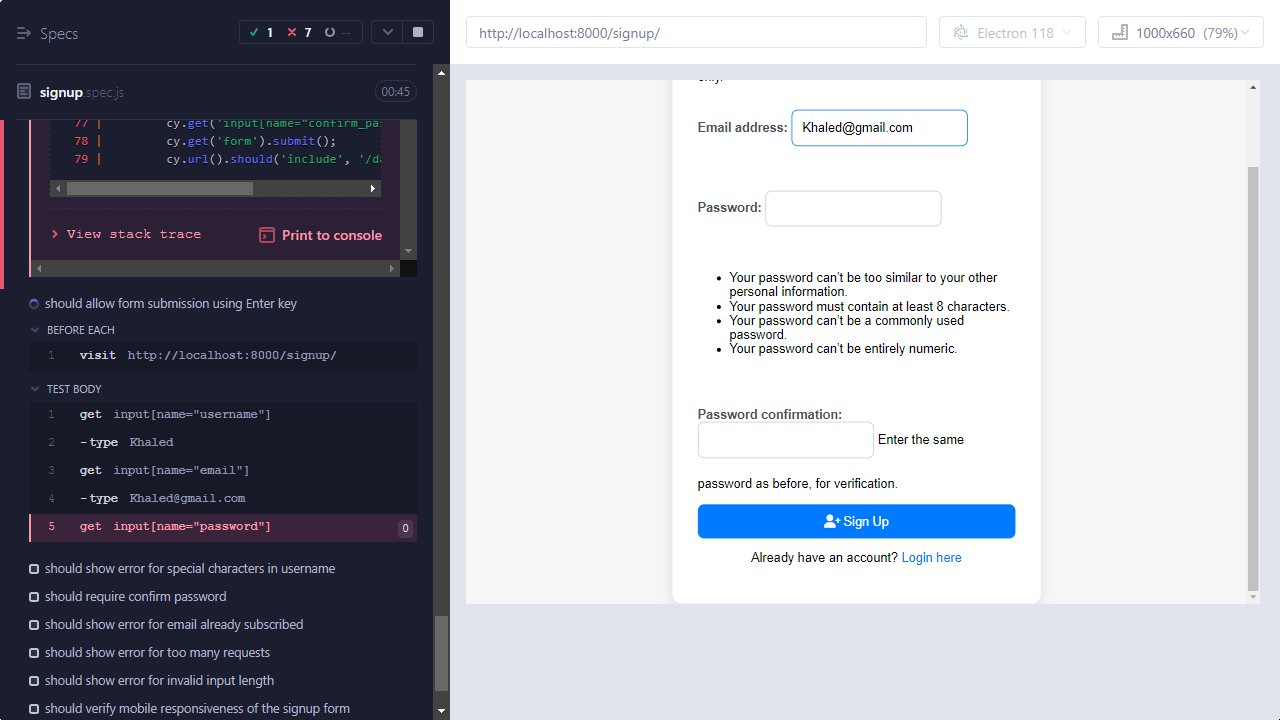 Specs
1
7
--
http://localhost:8000/signup/
Electron 118
1000x660 (79%)
signup.spec.js
00:45
77 | cy.get('input[name="confirm_pa
78 | cy.get('form').submit();
79 | cy.url().should('include', '/da
View stack trace
Print to console
should allow form submission using Enter key
BEFORE EACH
1 visit http://localhost:8000/signup/
TEST BODY
1 get input[name="username"]
2 -type Khaled
3 get input[name="email"]
4 -type Khaled@gmail.com
5 get input[name="password"] 0
should show error for special characters in username
should require confirm password
should show error for email already subscribed
should show error for too many requests
should show error for invalid input length
should verify mobile responsiveness of the signup form
only.
Email address: Khaled@gmail.com
Password:
• Your password can't be too similar to your other
personal information.
• Your password must contain at least 8 characters.
• Your password can't be a commonly used
password.
• Your password can't be entirely numeric.
Password confirmation:
Enter the same
password as before, for verification.
Sign Up
Already have an account? Login here